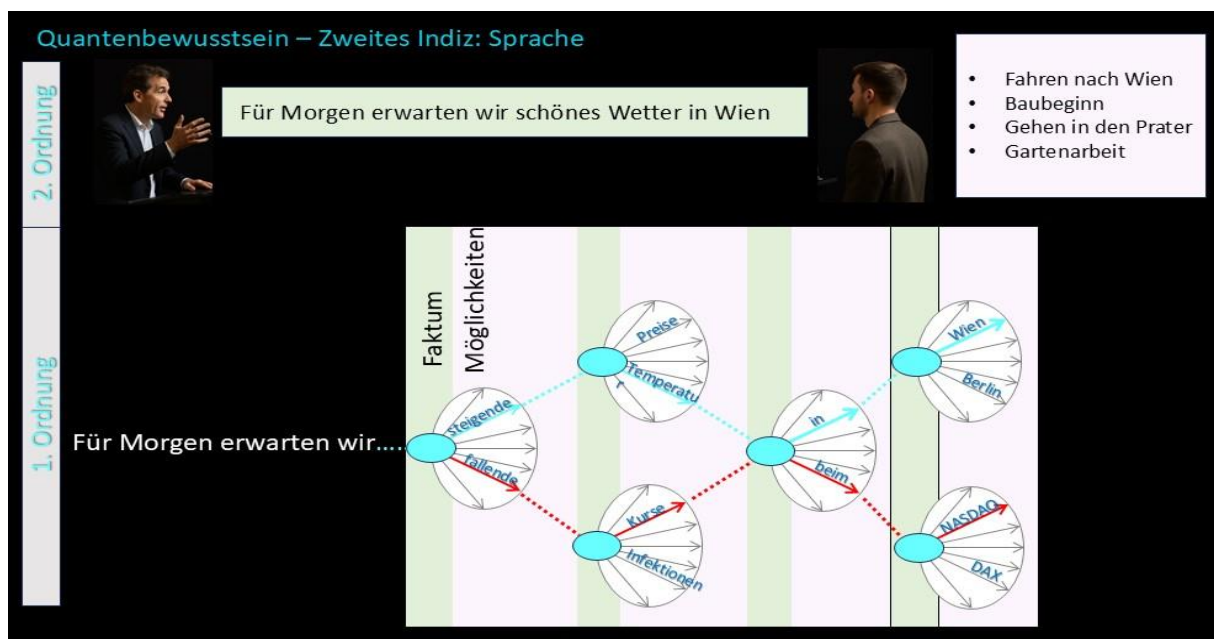 Quantenbewusstsein – Zweites Indiz: Sprache
2. Ordnung
Für Morgen erwarten wir schönes Wetter in Wien
• Fahren nach Wien
• Baubeginn
• Gehen in den Prater
• Gartenarbeit
1. Ordnung
Für Morgen erwarten wir.....
Faktum
Möglichkeiten
steigende
fallende
Preise
Temperatu
r
Kurse
Infektionen
in
beim
Wien
Berlin
NASDAQ
DAX